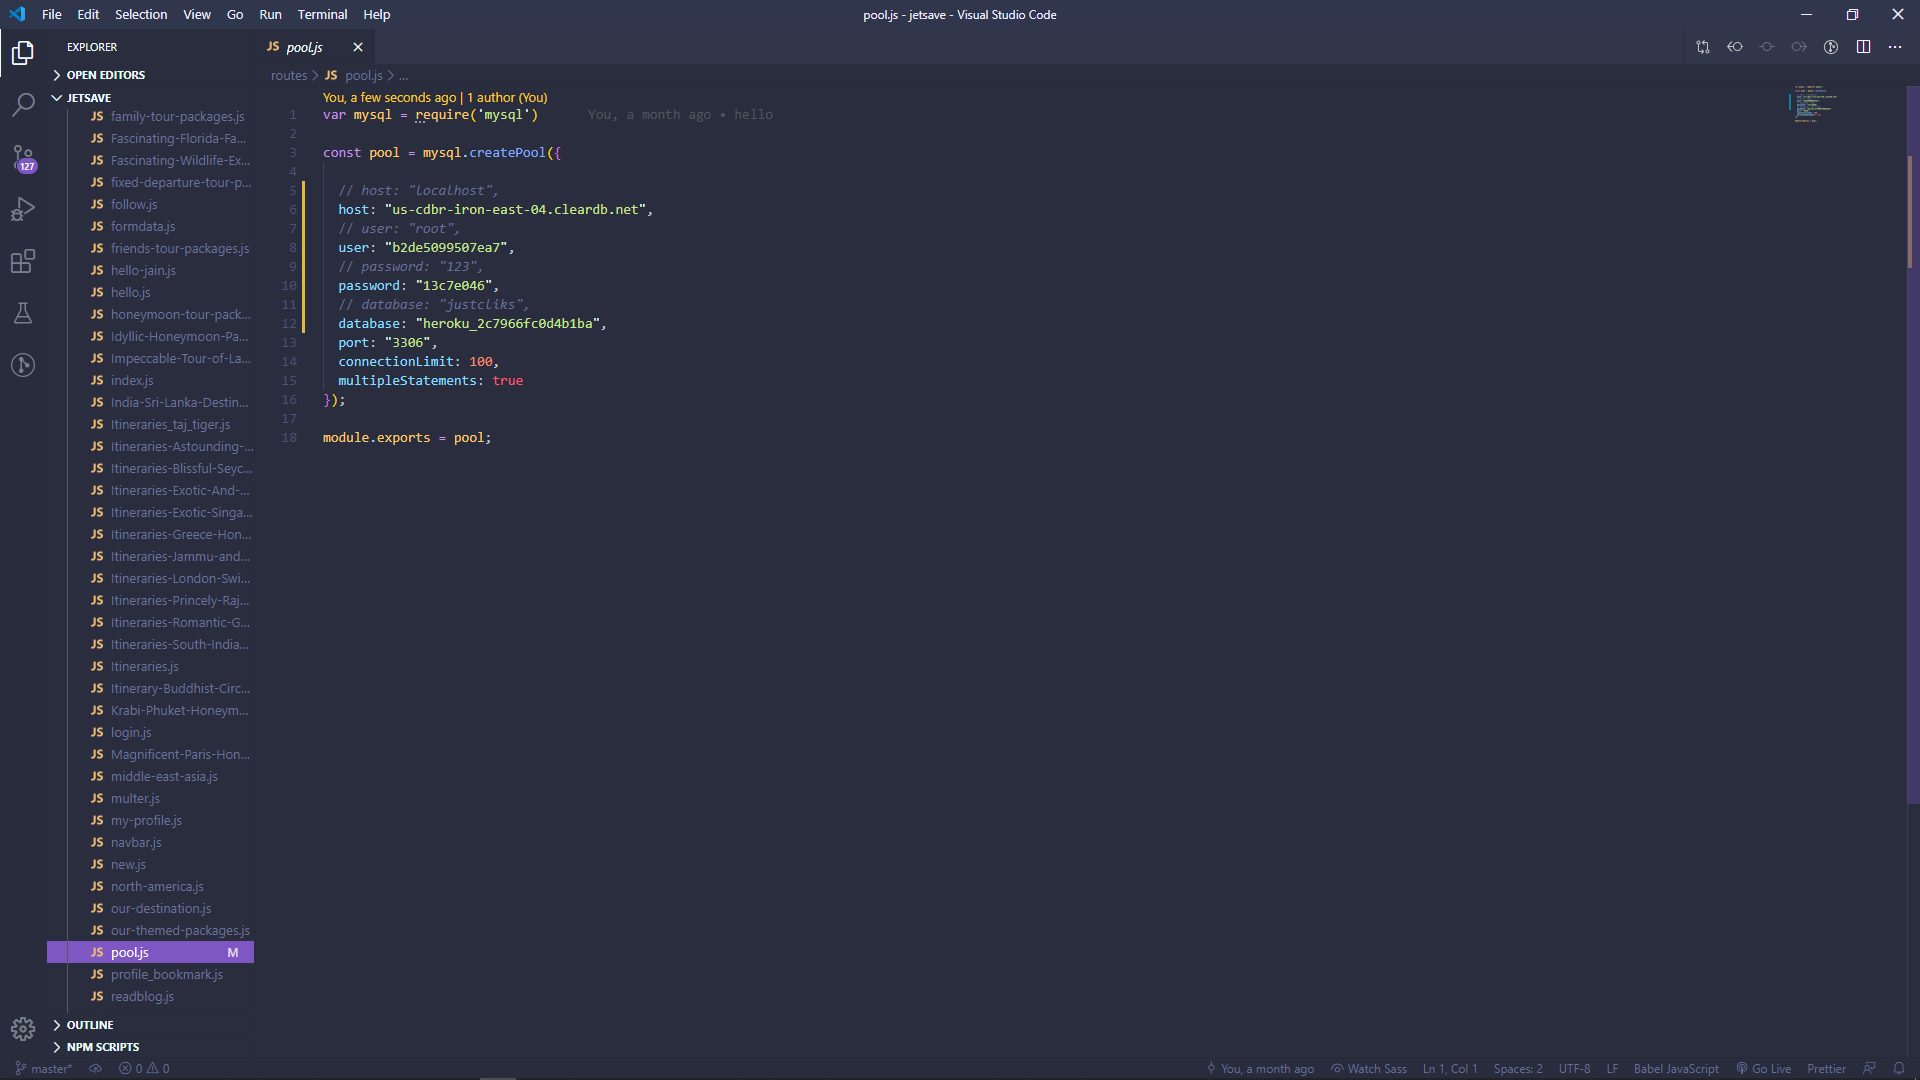 File Edit Selection View Go Run Terminal Help
pool.js - jetsave - Visual Studio Code
EXPLORER
OPEN EDITORS
JETSAVE
JS family-tour-packages.js
JS Fascinating-Florida-Fa...
JS Fascinating-Wildlife-Ex...
JS fixed-departure-tour-p...
JS follow.js
JS formdata.js
JS friends-tour-packages.js
JS hello-jain.js
JS hello.js
JS honeymoon-tour-pack...
JS Idyllic-Honeymoon-Pa...
JS Impeccable-Tour-of-La...
JS index.js
JS India-Sri-Lanka-Destin...
JS Itineraries_taj_tiger.js
JS Itineraries-Astounding-...
JS Itineraries-Blissful-Seyc...
JS Itineraries-Exotic-And-...
JS Itineraries-Exotic-Singa...
JS Itineraries-Greece-Hon...
JS Itineraries-Jammu-and...
JS Itineraries-London-Swi...
JS Itineraries-Princely-Raj...
JS Itineraries-Romantic-G...
JS Itineraries-South-India...
JS Itineraries.js
JS Itinerary-Buddhist-Circ...
JS Krabi-Phuket-Honeym...
JS login.js
JS Magnificent-Paris-Hon...
JS middle-east-asia.js
JS multer.js
JS my-profile.js
JS navbar.js
JS new.js
JS north-america.js
JS our-destination.js
JS our-themed-packages.js
JS pool.js M
JS profile_bookmark.js
JS readblog.js
OUTLINE
NPM SCRIPTS
127
JS pool.js
routes > JS pool.js > ...
You, a few seconds ago | 1 author (You)
1 var mysql = require('mysql') You, a month ago • hello
2
3 const pool = mysql.createPool({
4
5 // host: "localhost",
6 host: "us-cdbr-iron-east-04.cleardb.net",
7 // user: "root",
8 user: "b2de5099507ea7",
9 // password: "123",
10 password: "13c7e046",
11 // database: "justcliks",
12 database: "heroku_2c7966fc0d4b1ba",
13 port: "3306",
14 connectionLimit: 100,
15 multipleStatements: true
16 });
17
18 module.exports = pool;
master* 0 0 You, a month ago Watch Sass Ln 1, Col 1 Spaces: 2 UTF-8 LF Babel JavaScript Go Live Prettier